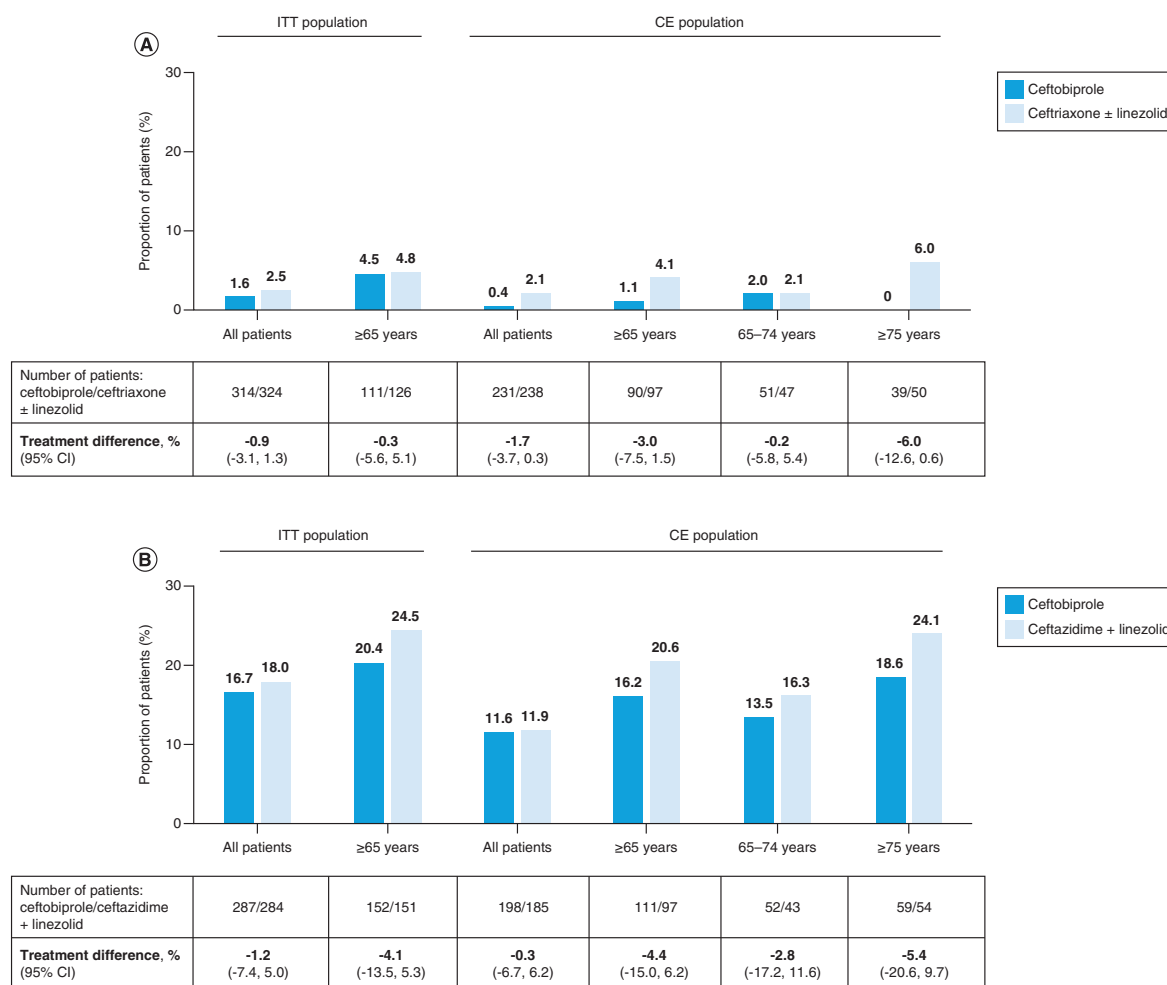 ITT population
CE population
A
Proportion of patients (%)
30
20
10
0
1.6
2.5
4.5
4.8
0.4
2.1
1.1
4.1
2.0
2.1
0
6.0
All patients
≥65 years
All patients
≥65 years
65–74 years
≥75 years
Ceftobiprole
Ceftriaxone ± linezolid
Number of patients:
ceftobiprole/ceftriaxone
± linezolid
314/324
111/126
231/238
90/97
51/47
39/50
Treatment difference, %
(95% CI)
-0.9
(-3.1, 1.3)
-0.3
(-5.6, 5.1)
-1.7
(-3.7, 0.3)
-3.0
(-7.5, 1.5)
-0.2
(-5.8, 5.4)
-6.0
(-12.6, 0.6)
ITT population
CE population
B
Proportion of patients (%)
30
20
10
0
16.7
18.0
20.4
24.5
11.6
11.9
16.2
20.6
13.5
16.3
18.6
24.1
All patients
≥65 years
All patients
≥65 years
65–74 years
≥75 years
Ceftobiprole
Ceftazidime + linezolid
Number of patients:
ceftobiprole/ceftazidime
+ linezolid
287/284
152/151
198/185
111/97
52/43
59/54
Treatment difference, %
(95% CI)
-1.2
(-7.4, 5.0)
-4.1
(-13.5, 5.3)
-0.3
(-6.7, 6.2)
-4.4
(-15.0, 6.2)
-2.8
(-17.2, 11.6)
-5.4
(-20.6, 9.7)